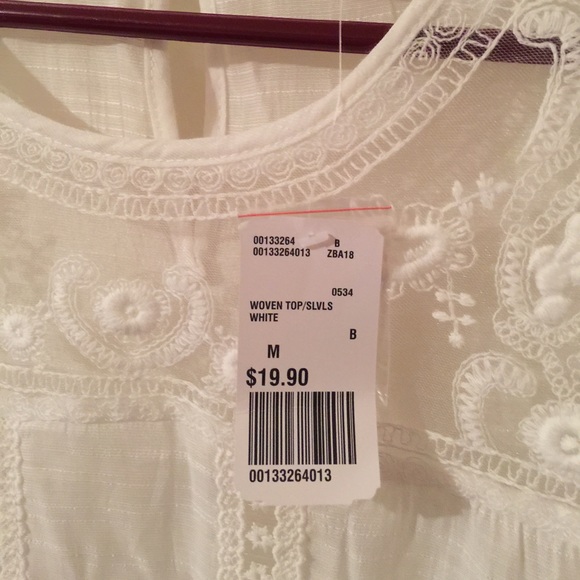 00133264 B
00133264013 ZBA18
0534
WOVEN TOP/SLVLS
WHITE
B
M
$19.90
00133264013